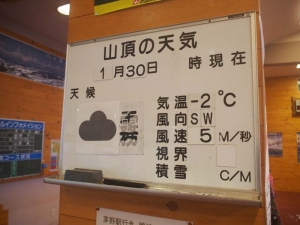 山頂の天気
1月30日 時現在
天候
気温 -2 ℃
風向 SW
風速 5 M/秒
視界
積雪 C/M